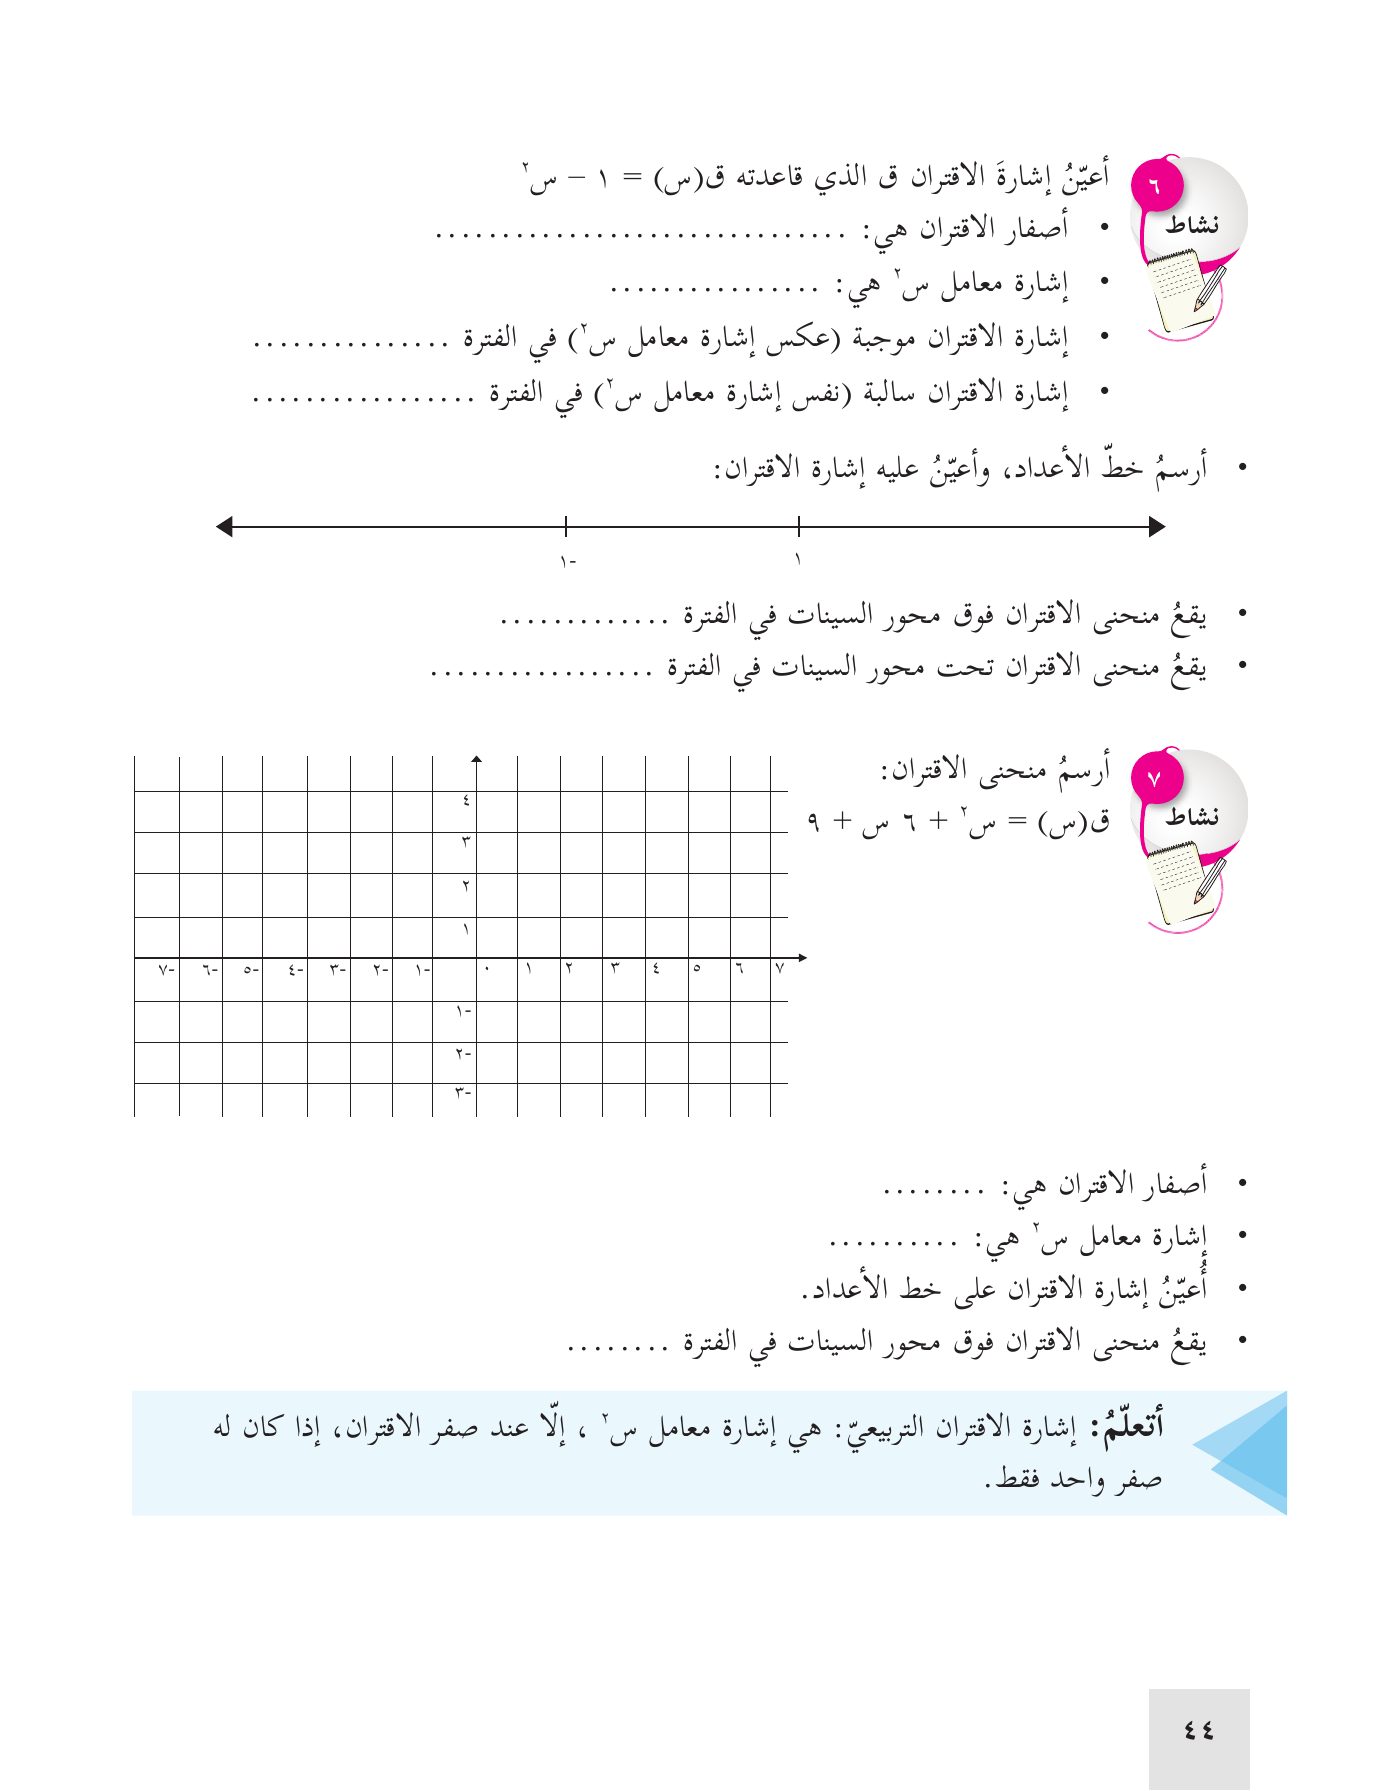 ٦
نشاط
أعيّنُ إشارةَ الاقتران ق الذي قاعدته ق(س) = ١ − س٢
• أصفار الاقتران هي: ...............................
• إشارة معامل س٢ هي: ................
• إشارة الاقتران موجبة (عكس إشارة معامل س٢) في الفترة ...............
• إشارة الاقتران سالبة (نفس إشارة معامل س٢) في الفترة .................
• أرسمُ خطّ الأعداد، وأعيّنُ عليه إشارة الاقتران:
-١ ١
• يقعُ منحنى الاقتران فوق محور السينات في الفترة .............
• يقعُ منحنى الاقتران تحت محور السينات في الفترة .................
٧
نشاط
أرسمُ منحنى الاقتران:
ق(س) = س٢ + ٦ س + ٩
٤
٣
٢
١
-٧ -٦ -٥ -٤ -٣ -٢ -١ ٠ ١ ٢ ٣ ٤ ٥ ٦ ٧
-١
-٢
-٣
• أصفار الاقتران هي: ........
• إشارة معامل س٢ هي: ..........
• أُعيّنُ إشارة الاقتران على خط الأعداد.
• يقعُ منحنى الاقتران فوق محور السينات في الفترة ........
أتعلّمُ: إشارة الاقتران التربيعيّ: هي إشارة معامل س٢ ، إلّا عند صفر الاقتران، إذا كان له
صفر واحد فقط.
٤٤